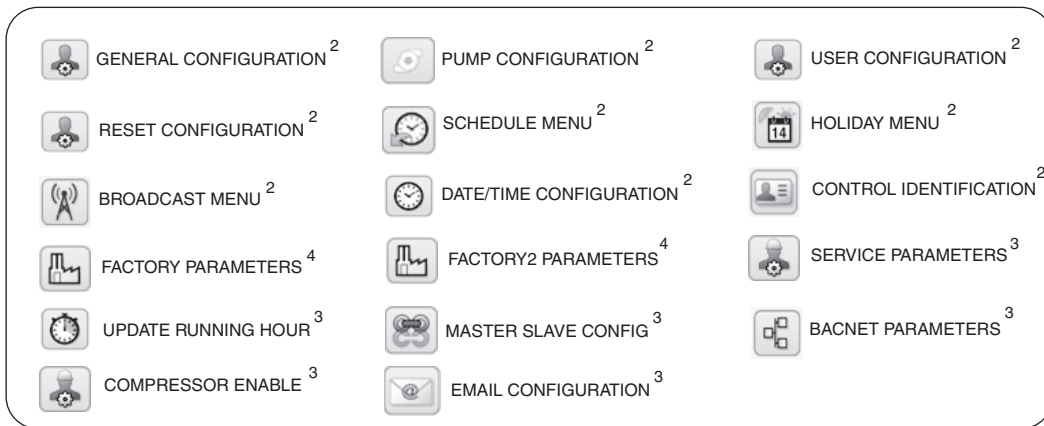 GENERAL CONFIGURATION 2
PUMP CONFIGURATION 2
USER CONFIGURATION 2
RESET CONFIGURATION 2
SCHEDULE MENU 2
HOLIDAY MENU 2
14
BROADCAST MENU 2
DATE/TIME CONFIGURATION 2
CONTROL IDENTIFICATION 2
FACTORY PARAMETERS 4
FACTORY2 PARAMETERS 4
SERVICE PARAMETERS 3
UPDATE RUNNING HOUR 3
MASTER SLAVE CONFIG 3
BACNET PARAMETERS 3
COMPRESSOR ENABLE 3
@
EMAIL CONFIGURATION 3